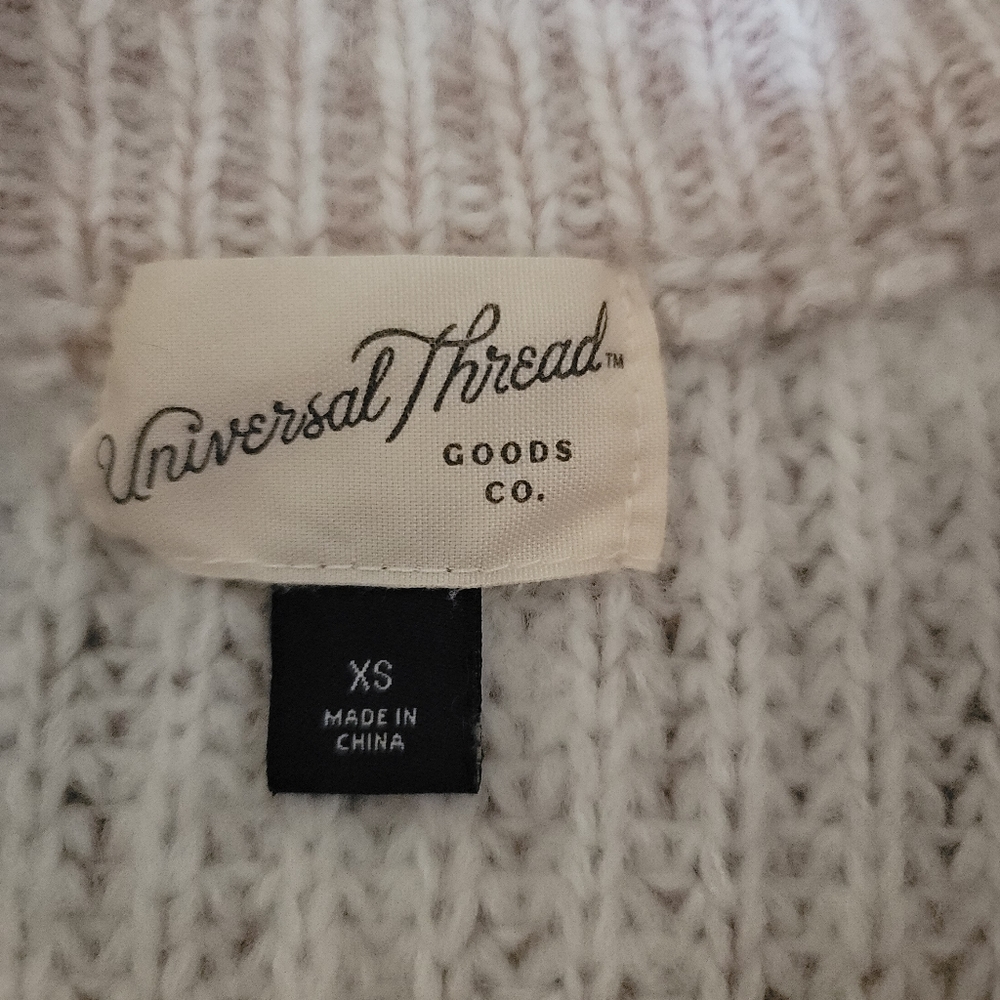 Universal Thread™
GOODS
CO.
XS
MADE IN
CHINA